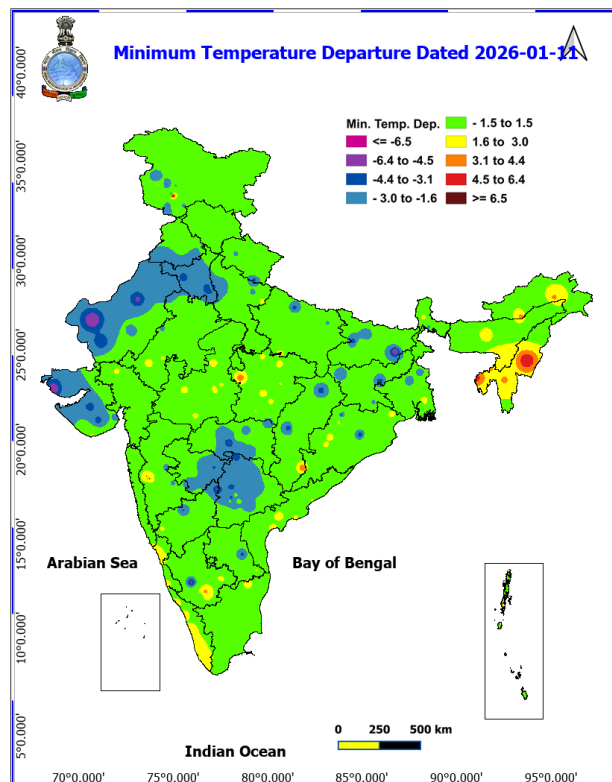 Minimum Temperature Departure Dated 2026-01-11
Min. Temp. Dep.
<= -6.5
-6.4 to -4.5
-4.4 to -3.1
- 3.0 to -1.6
- 1.5 to 1.5
1.6 to 3.0
3.1 to 4.4
4.5 to 6.4
>= 6.5
40°0.000'
35°0.000'
30°0.000'
25°0.000'
20°0.000'
15°0.000'
10°0.000'
5°0.000'
Arabian Sea
Bay of Bengal
0 250 500 km
Indian Ocean
70°0.000' 75°0.000' 80°0.000' 85°0.000' 90°0.000' 95°0.000'